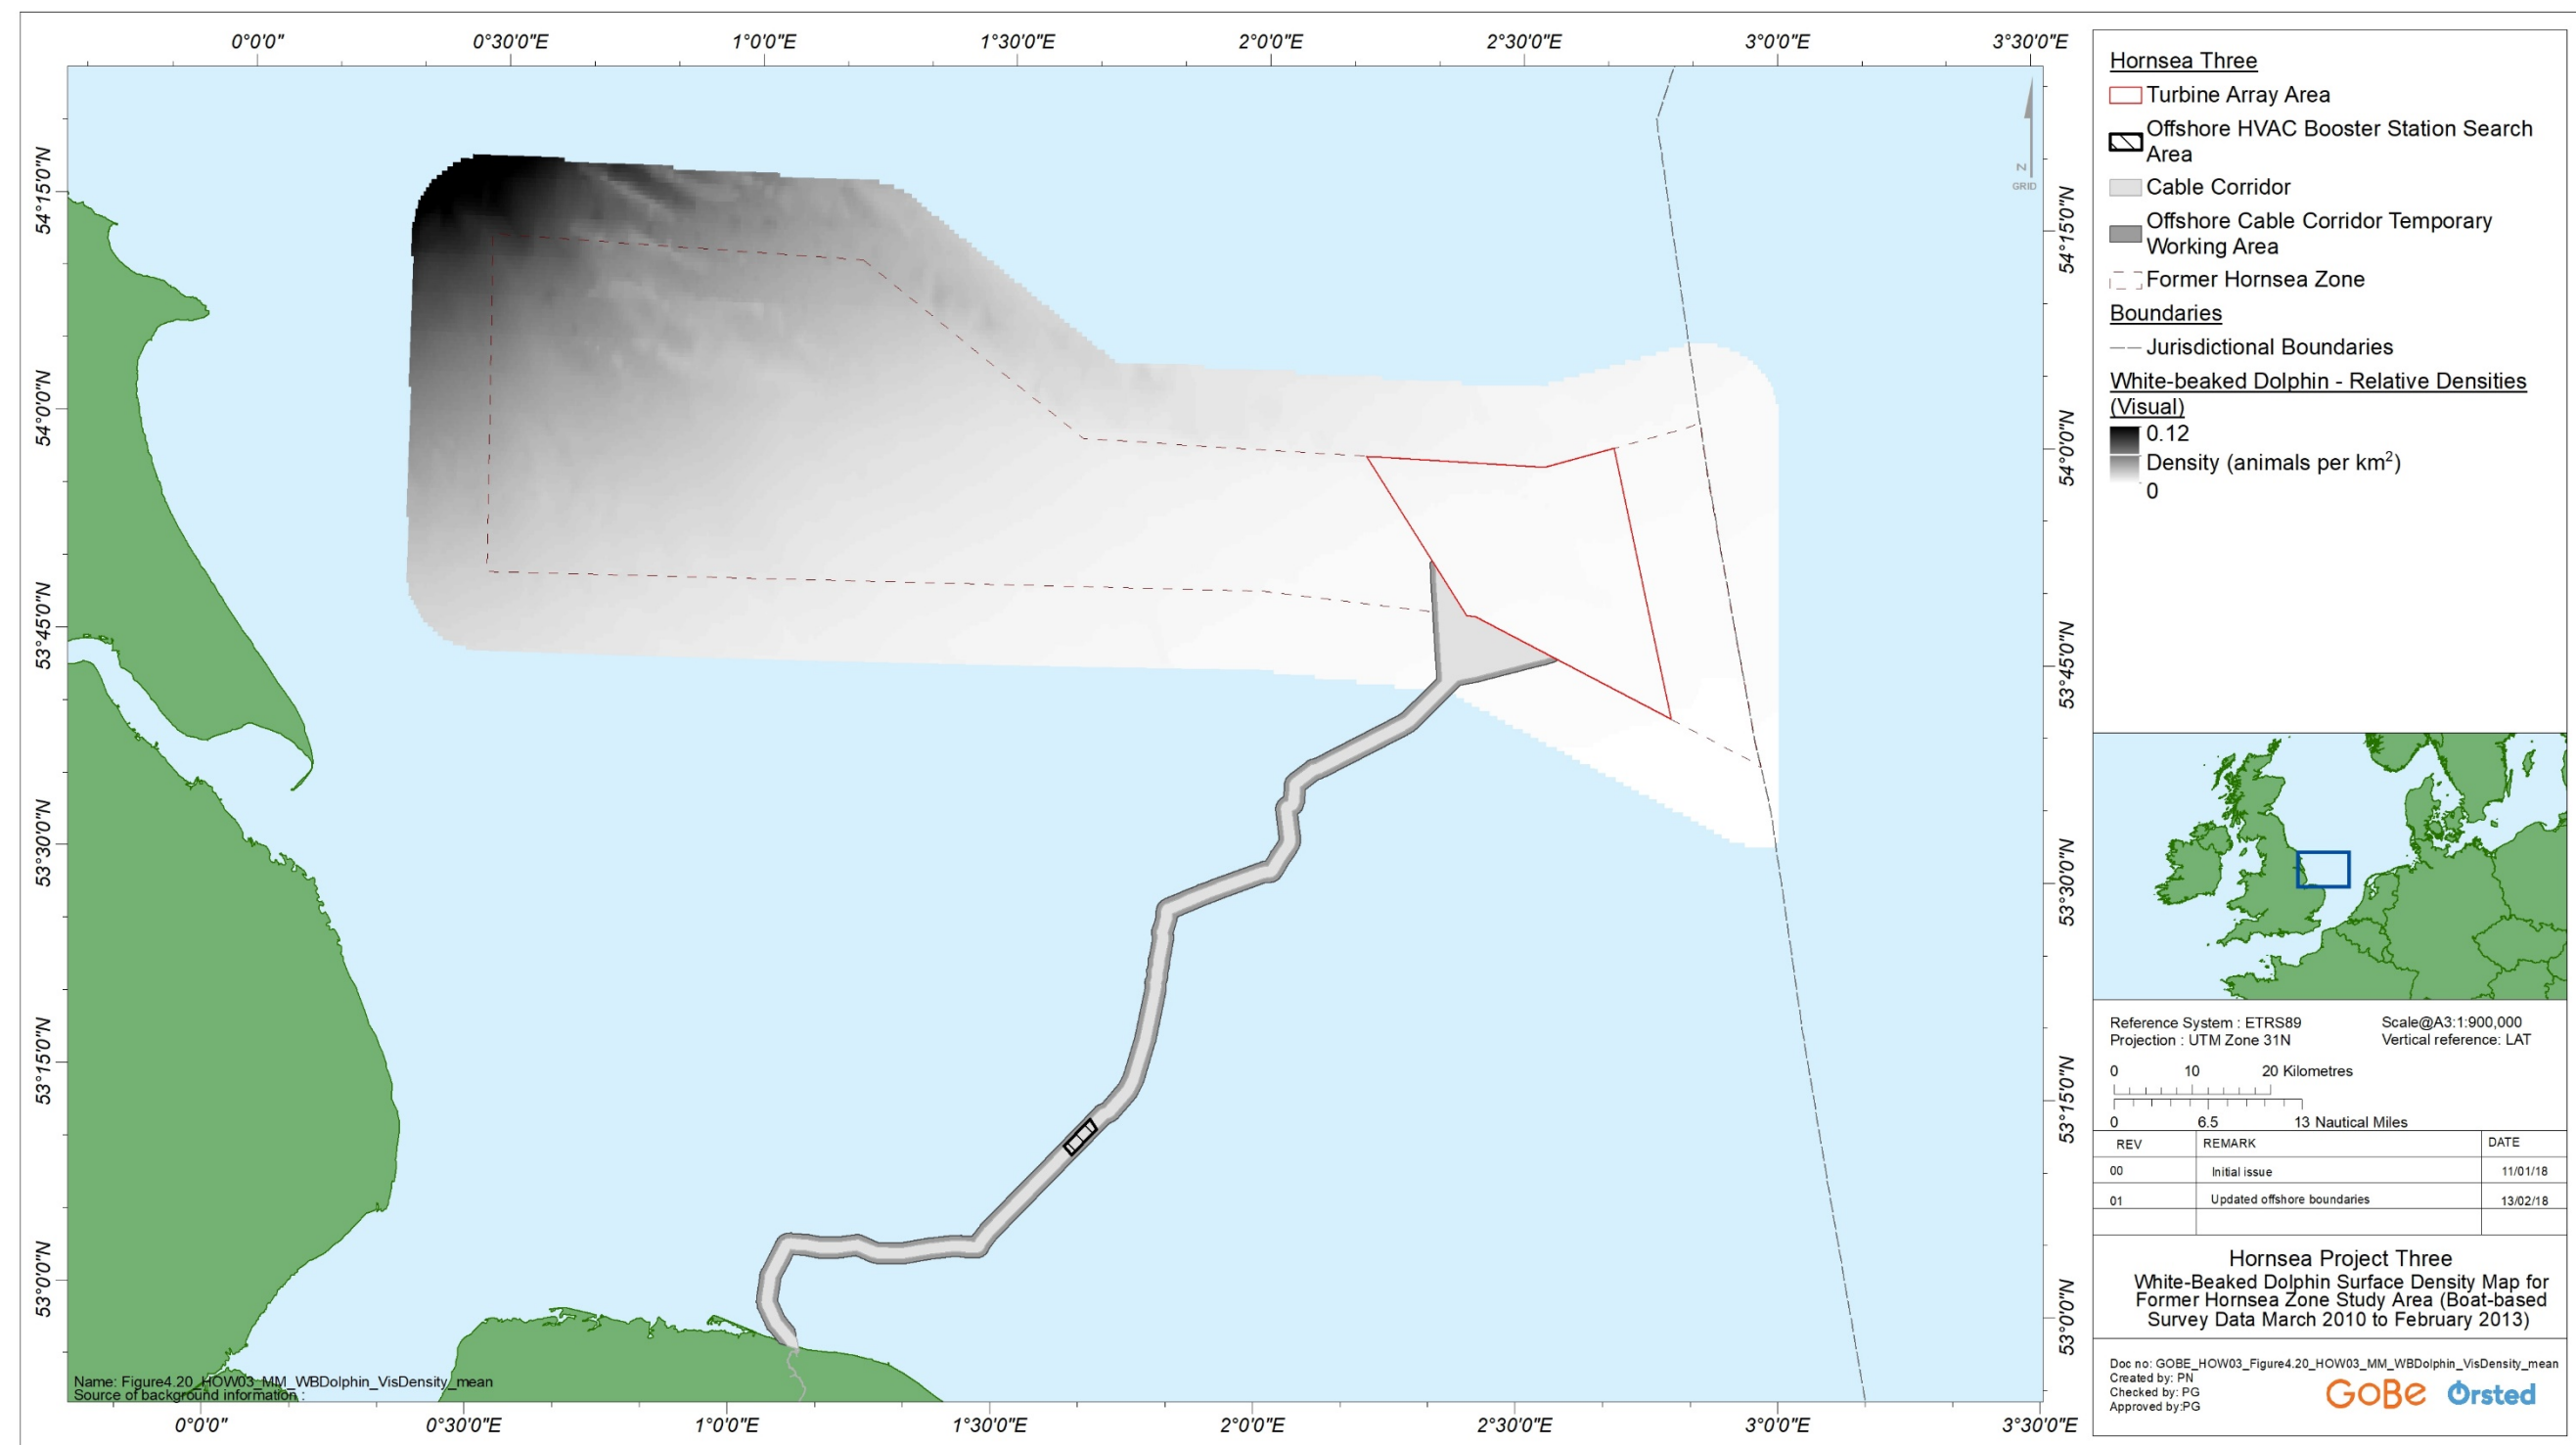 0°0'0"
0°30'0"E
1°0'0"E
1°30'0"E
2°0'0"E
2°30'0"E
3°0'0"E
3°30'0"E
54°15'0"N
54°0'0"N
53°45'0"N
53°30'0"N
53°15'0"N
53°0'0"N
N
GRID
54°15'0"N
54°0'0"N
53°45'0"N
53°30'0"N
53°15'0"N
53°0'0"N
Name: Figure4.20_HOW03_MM_WBDolphin_VisDensity_mean
Source of background information :
0°0'0"
0°30'0"E
1°0'0"E
1°30'0"E
2°0'0"E
2°30'0"E
3°0'0"E
3°30'0"E
Hornsea Three
Turbine Array Area
Offshore HVAC Booster Station Search
Area
Cable Corridor
Offshore Cable Corridor Temporary
Working Area
Former Hornsea Zone
Boundaries
Jurisdictional Boundaries
White-beaked Dolphin - Relative Densities
(Visual)
0.12
Density (animals per km²)
0
Reference System : ETRS89 Scale@A3:1:900,000
Projection : UTM Zone 31N Vertical reference: LAT
0 10 20 Kilometres
0 6.5 13 Nautical Miles
REV REMARK DATE
00 Initial issue 11/01/18
01 Updated offshore boundaries 13/02/18
Hornsea Project Three
White-Beaked Dolphin Surface Density Map for
Former Hornsea Zone Study Area (Boat-based
Survey Data March 2010 to February 2013)
Doc no: GOBE_HOW03_Figure4.20_HOW03_MM_WBDolphin_VisDensity_mean
Created by: PN
Checked by: PG
Approved by:PG
GoBe Ørsted